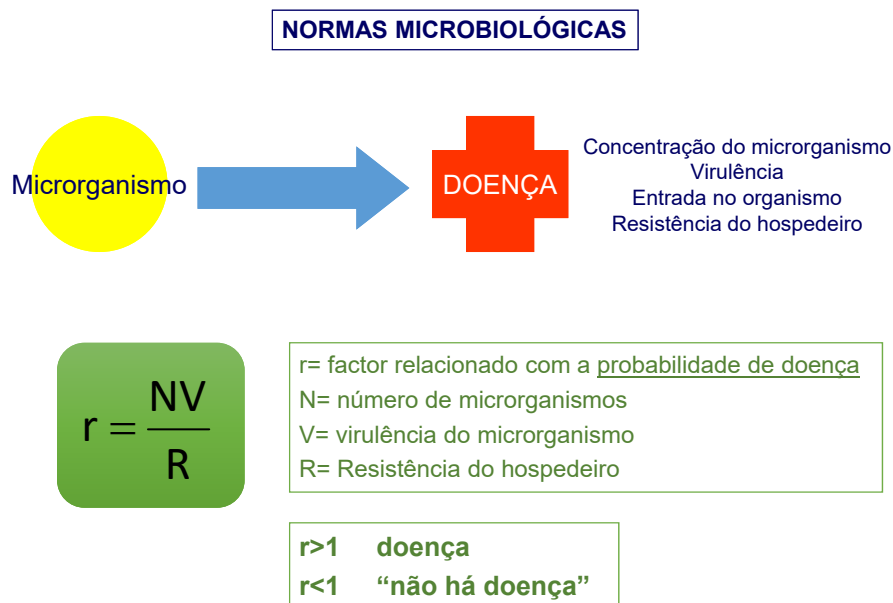 NORMAS MICROBIOLÓGICAS
Microrganismo
DOENÇA
Concentração do microrganismo
Virulência
Entrada no organismo
Resistência do hospedeiro
r = NV / R
r= factor relacionado com a probabilidade de doença
N= número de microrganismos
V= virulência do microrganismo
R= Resistência do hospedeiro
r>1 doença
r<1 “não há doença”